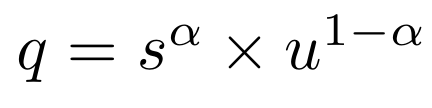 q = s^α × u^{1−α}